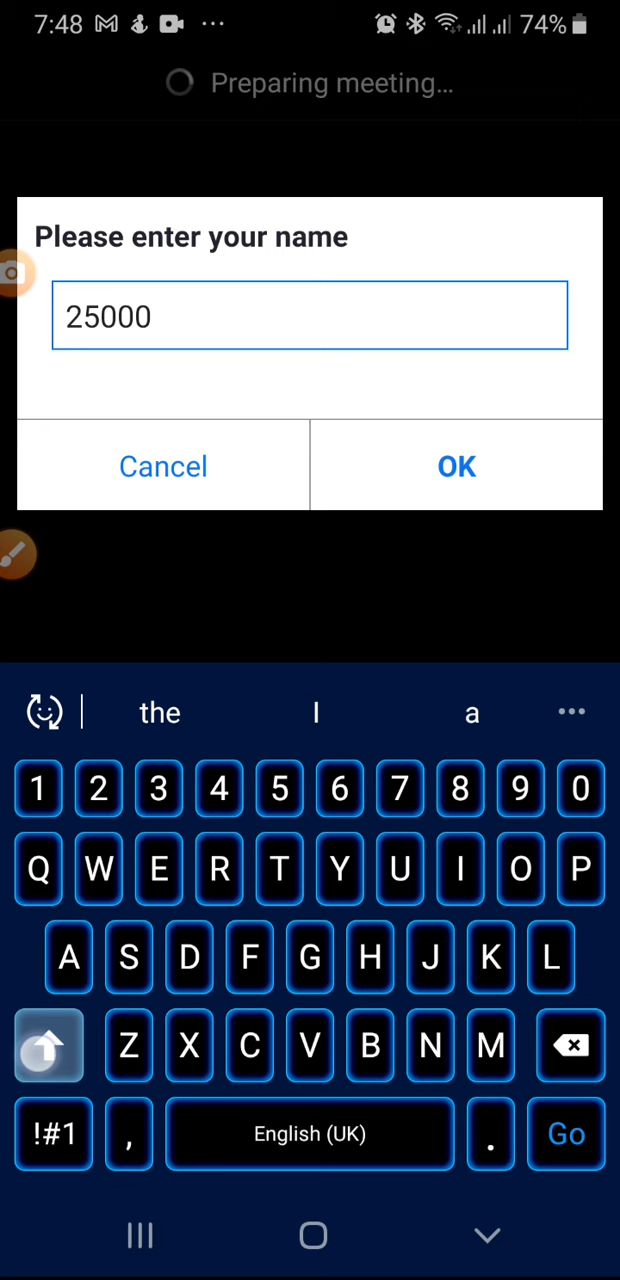 7:48 74%
Preparing meeting...
Please enter your name
25000
Cancel OK
the I a
1 2 3 4 5 6 7 8 9 0
Q W E R T Y U I O P
A S D F G H J K L
Z X C V B N M
!#1 , English (UK) . Go